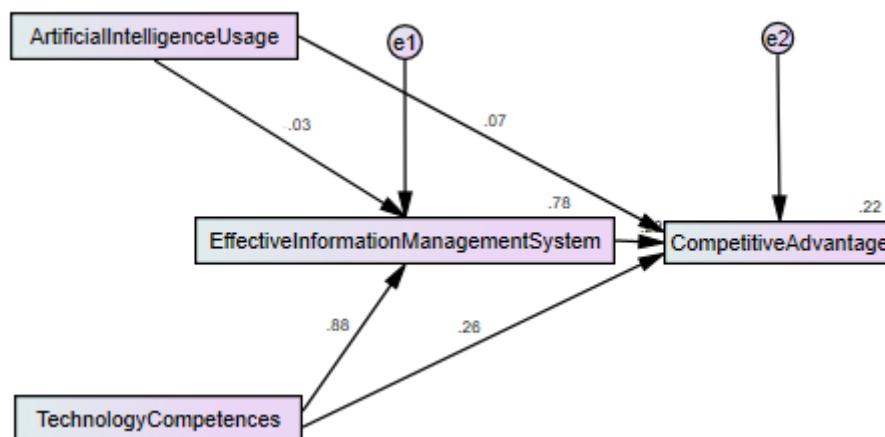 ArtificialIntelligenceUsage
e1
e2
.03
.07
.78
.22
EffectiveInformationManagementSystem
CompetitiveAdvantage
.88
.26
TechnologyCompetences